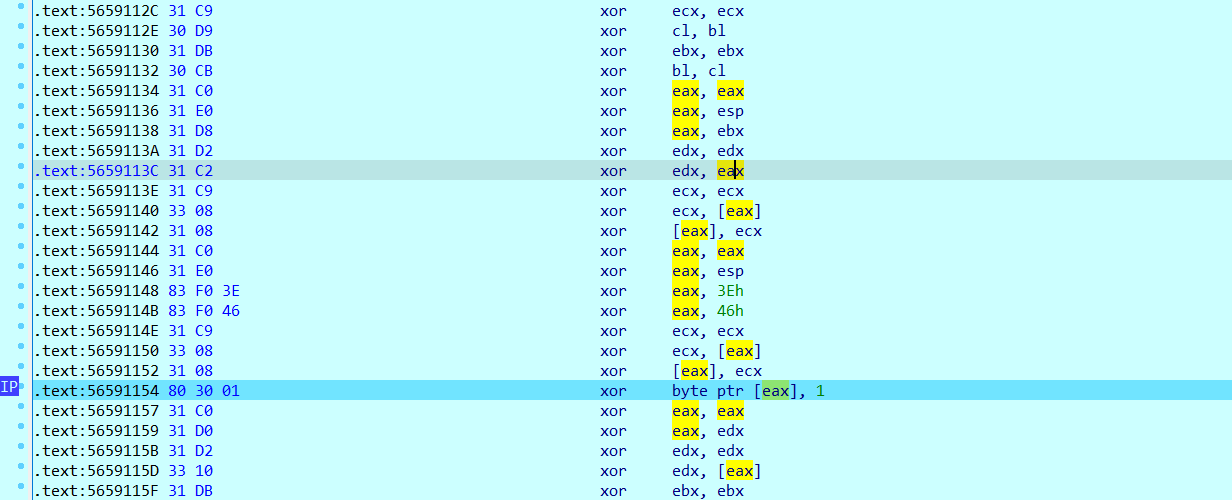 .text:5659112C 31 C9 xor ecx, ecx
.text:5659112E 30 D9 xor cl, bl
.text:56591130 31 DB xor ebx, ebx
.text:56591132 30 CB xor bl, cl
.text:56591134 31 C0 xor eax, eax
.text:56591136 31 E0 xor eax, esp
.text:56591138 31 D8 xor eax, ebx
.text:5659113A 31 D2 xor edx, edx
.text:5659113C 31 C2 xor edx, eax
.text:5659113E 31 C9 xor ecx, ecx
.text:56591140 33 08 xor ecx, [eax]
.text:56591142 31 08 xor [eax], ecx
.text:56591144 31 C0 xor eax, eax
.text:56591146 31 E0 xor eax, esp
.text:56591148 83 F0 3E xor eax, 3Eh
.text:5659114B 83 F0 46 xor eax, 46h
.text:5659114E 31 C9 xor ecx, ecx
.text:56591150 33 08 xor ecx, [eax]
.text:56591152 31 08 xor [eax], ecx
IP .text:56591154 80 30 01 xor byte ptr [eax], 1
.text:56591157 31 C0 xor eax, eax
.text:56591159 31 D0 xor eax, edx
.text:5659115B 31 D2 xor edx, edx
.text:5659115D 33 10 xor edx, [eax]
.text:5659115F 31 DB xor ebx, ebx